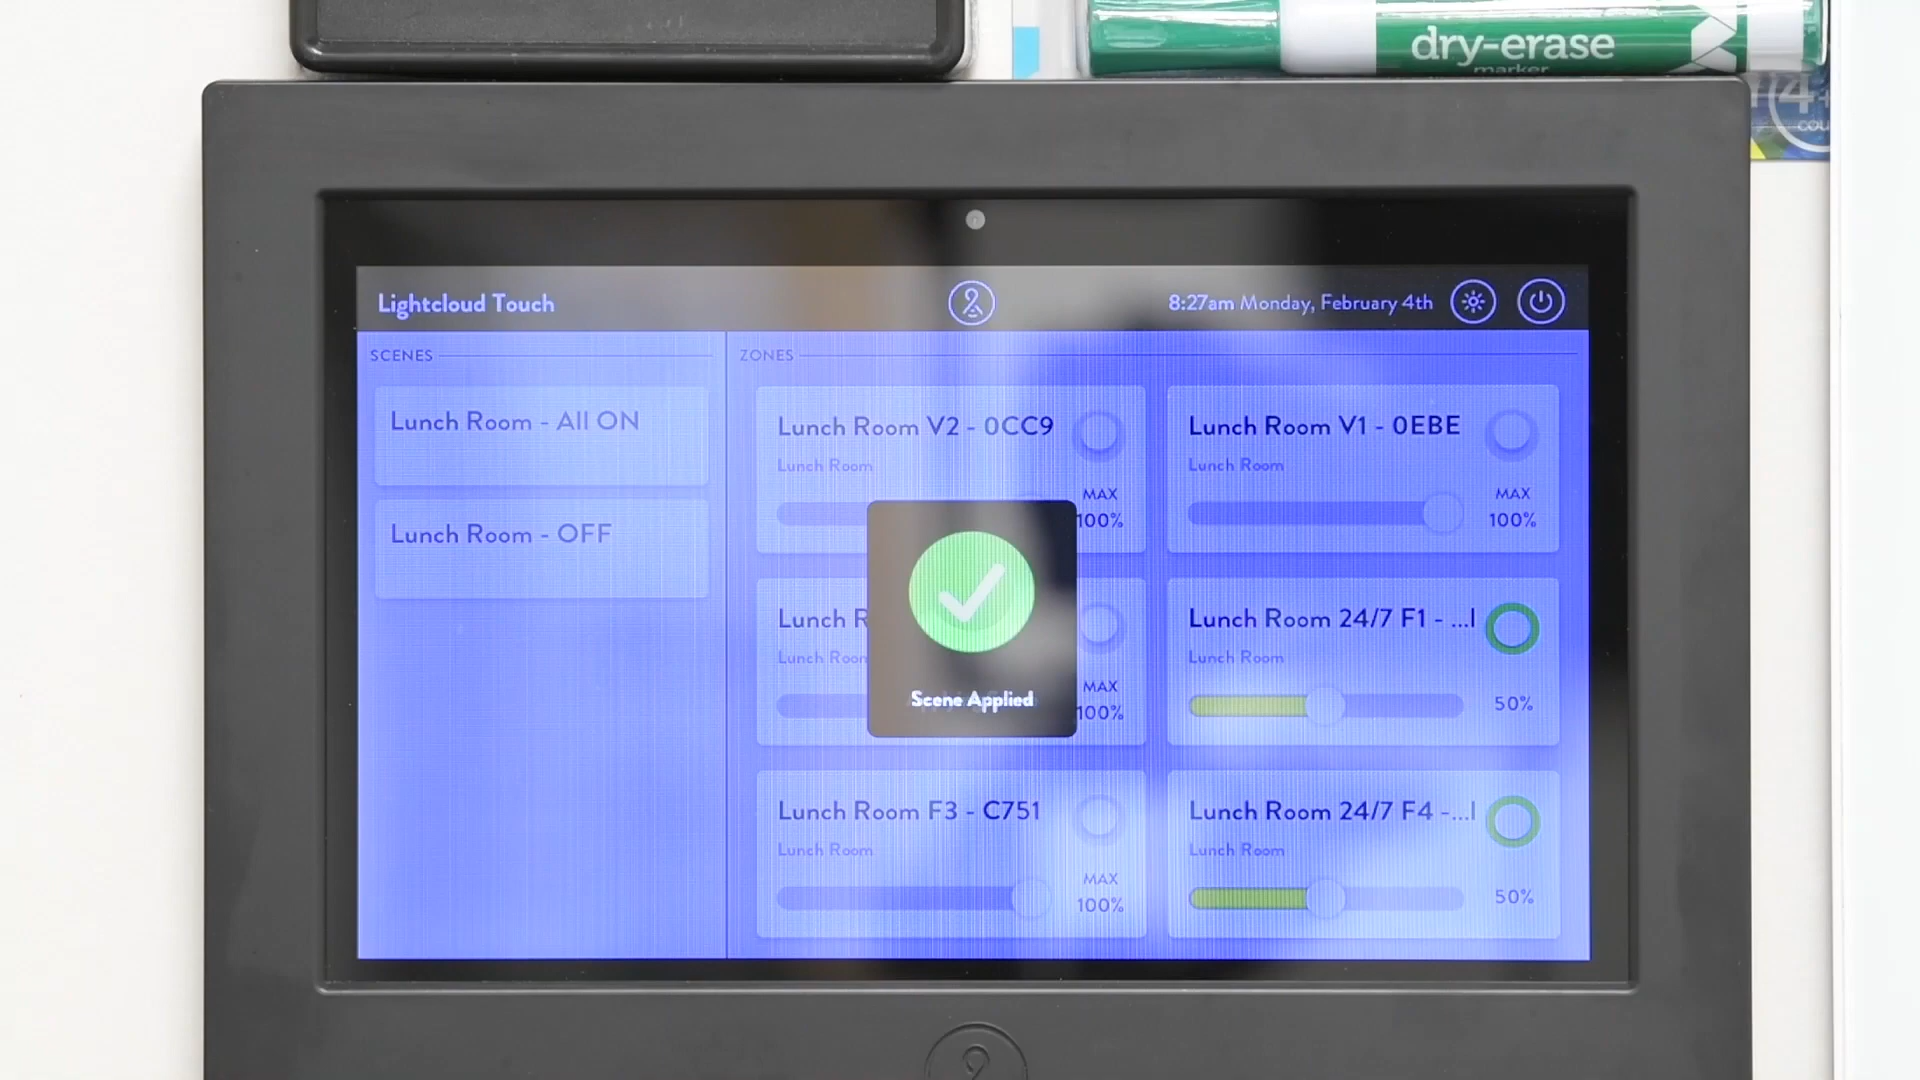 dry-erase
marker
4+
COU
Lightcloud Touch
8:27am Monday, February 4th
SCENES
Lunch Room - All ON
Lunch Room - OFF
ZONES
Lunch Room V2 - 0CC9
Lunch Room
MAX
100%
Lunch Room V1 - 0EBE
Lunch Room
MAX
100%
Lunch R
Lunch Room
MAX
100%
Lunch Room 24/7 F1 - ...l
Lunch Room
50%
Lunch Room F3 - C751
Lunch Room
MAX
100%
Lunch Room 24/7 F4 -...l
Lunch Room
50%
Scene Applied